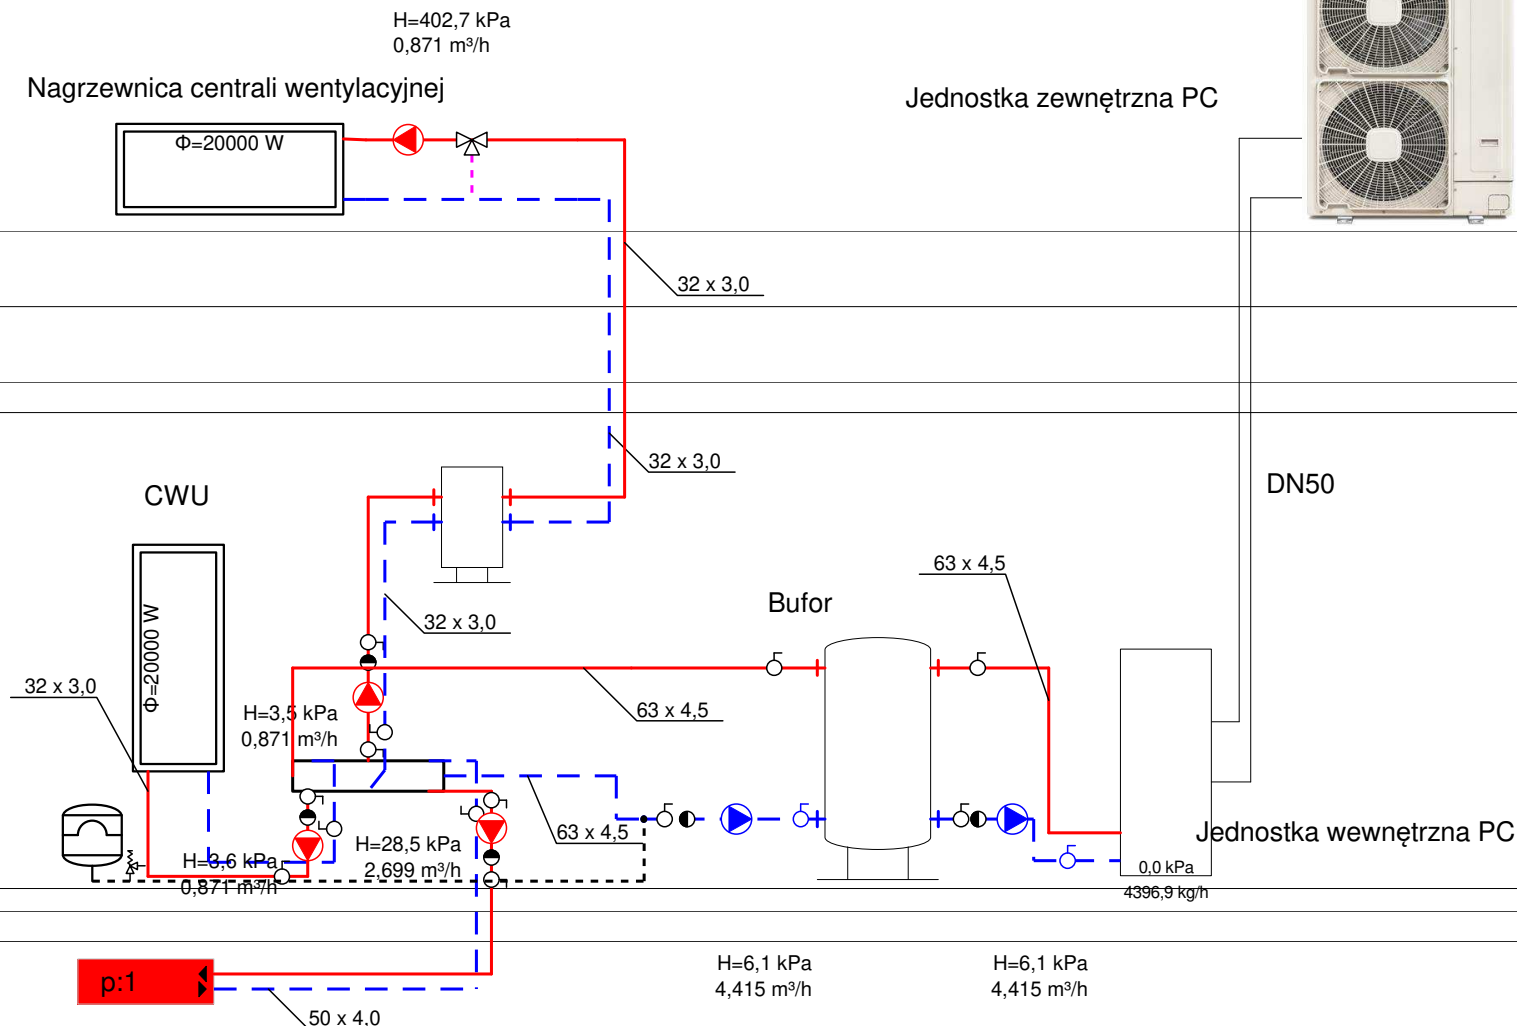 H=402,7 kPa
0,871 m³/h
Nagrzewnica centrali wentylacyjnej
Jednostka zewnętrzna PC
Φ=20000 W
32 x 3,0
32 x 3,0
CWU
DN50
63 x 4,5
Bufor
32 x 3,0
Φ=20000 W
32 x 3,0
H=3,5 kPa
0,871 m³/h
63 x 4,5
63 x 4,5
Jednostka wewnętrzna PC
H=28,5 kPa
2,699 m³/h
H=3,6 kPa
0,871 m³/h
0,0 kPa
4396,9 kg/h
p:1
H=6,1 kPa
4,415 m³/h
H=6,1 kPa
4,415 m³/h
50 x 4,0